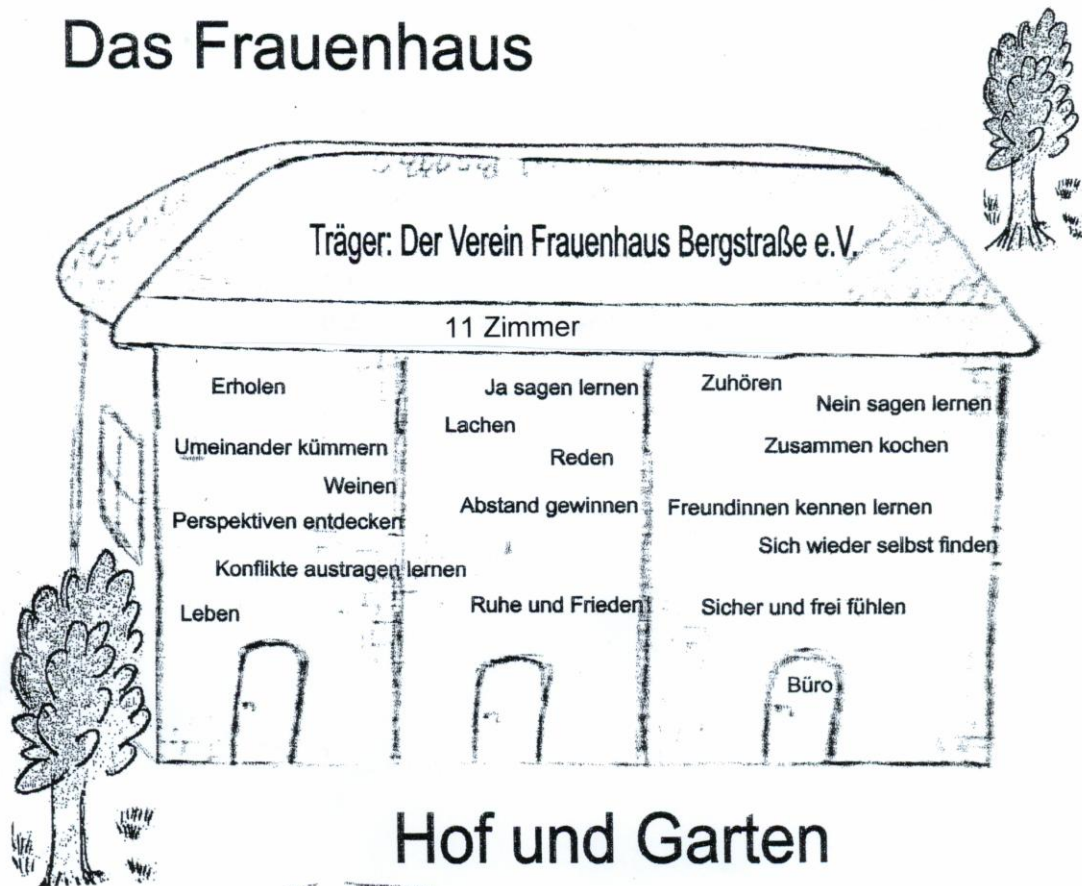 Das Frauenhaus
Träger: Der Verein Frauenhaus Bergstraße e.V.
11 Zimmer
Erholen
Umeinander kümmern
Weinen
Perspektiven entdecken
Konflikte austragen lernen
Leben
Ja sagen lernen
Lachen
Reden
Abstand gewinnen
Ruhe und Frieden
Zuhören
Nein sagen lernen
Zusammen kochen
Freundinnen kennen lernen
Sich wieder selbst finden
Sicher und frei fühlen
Büro
Hof und Garten